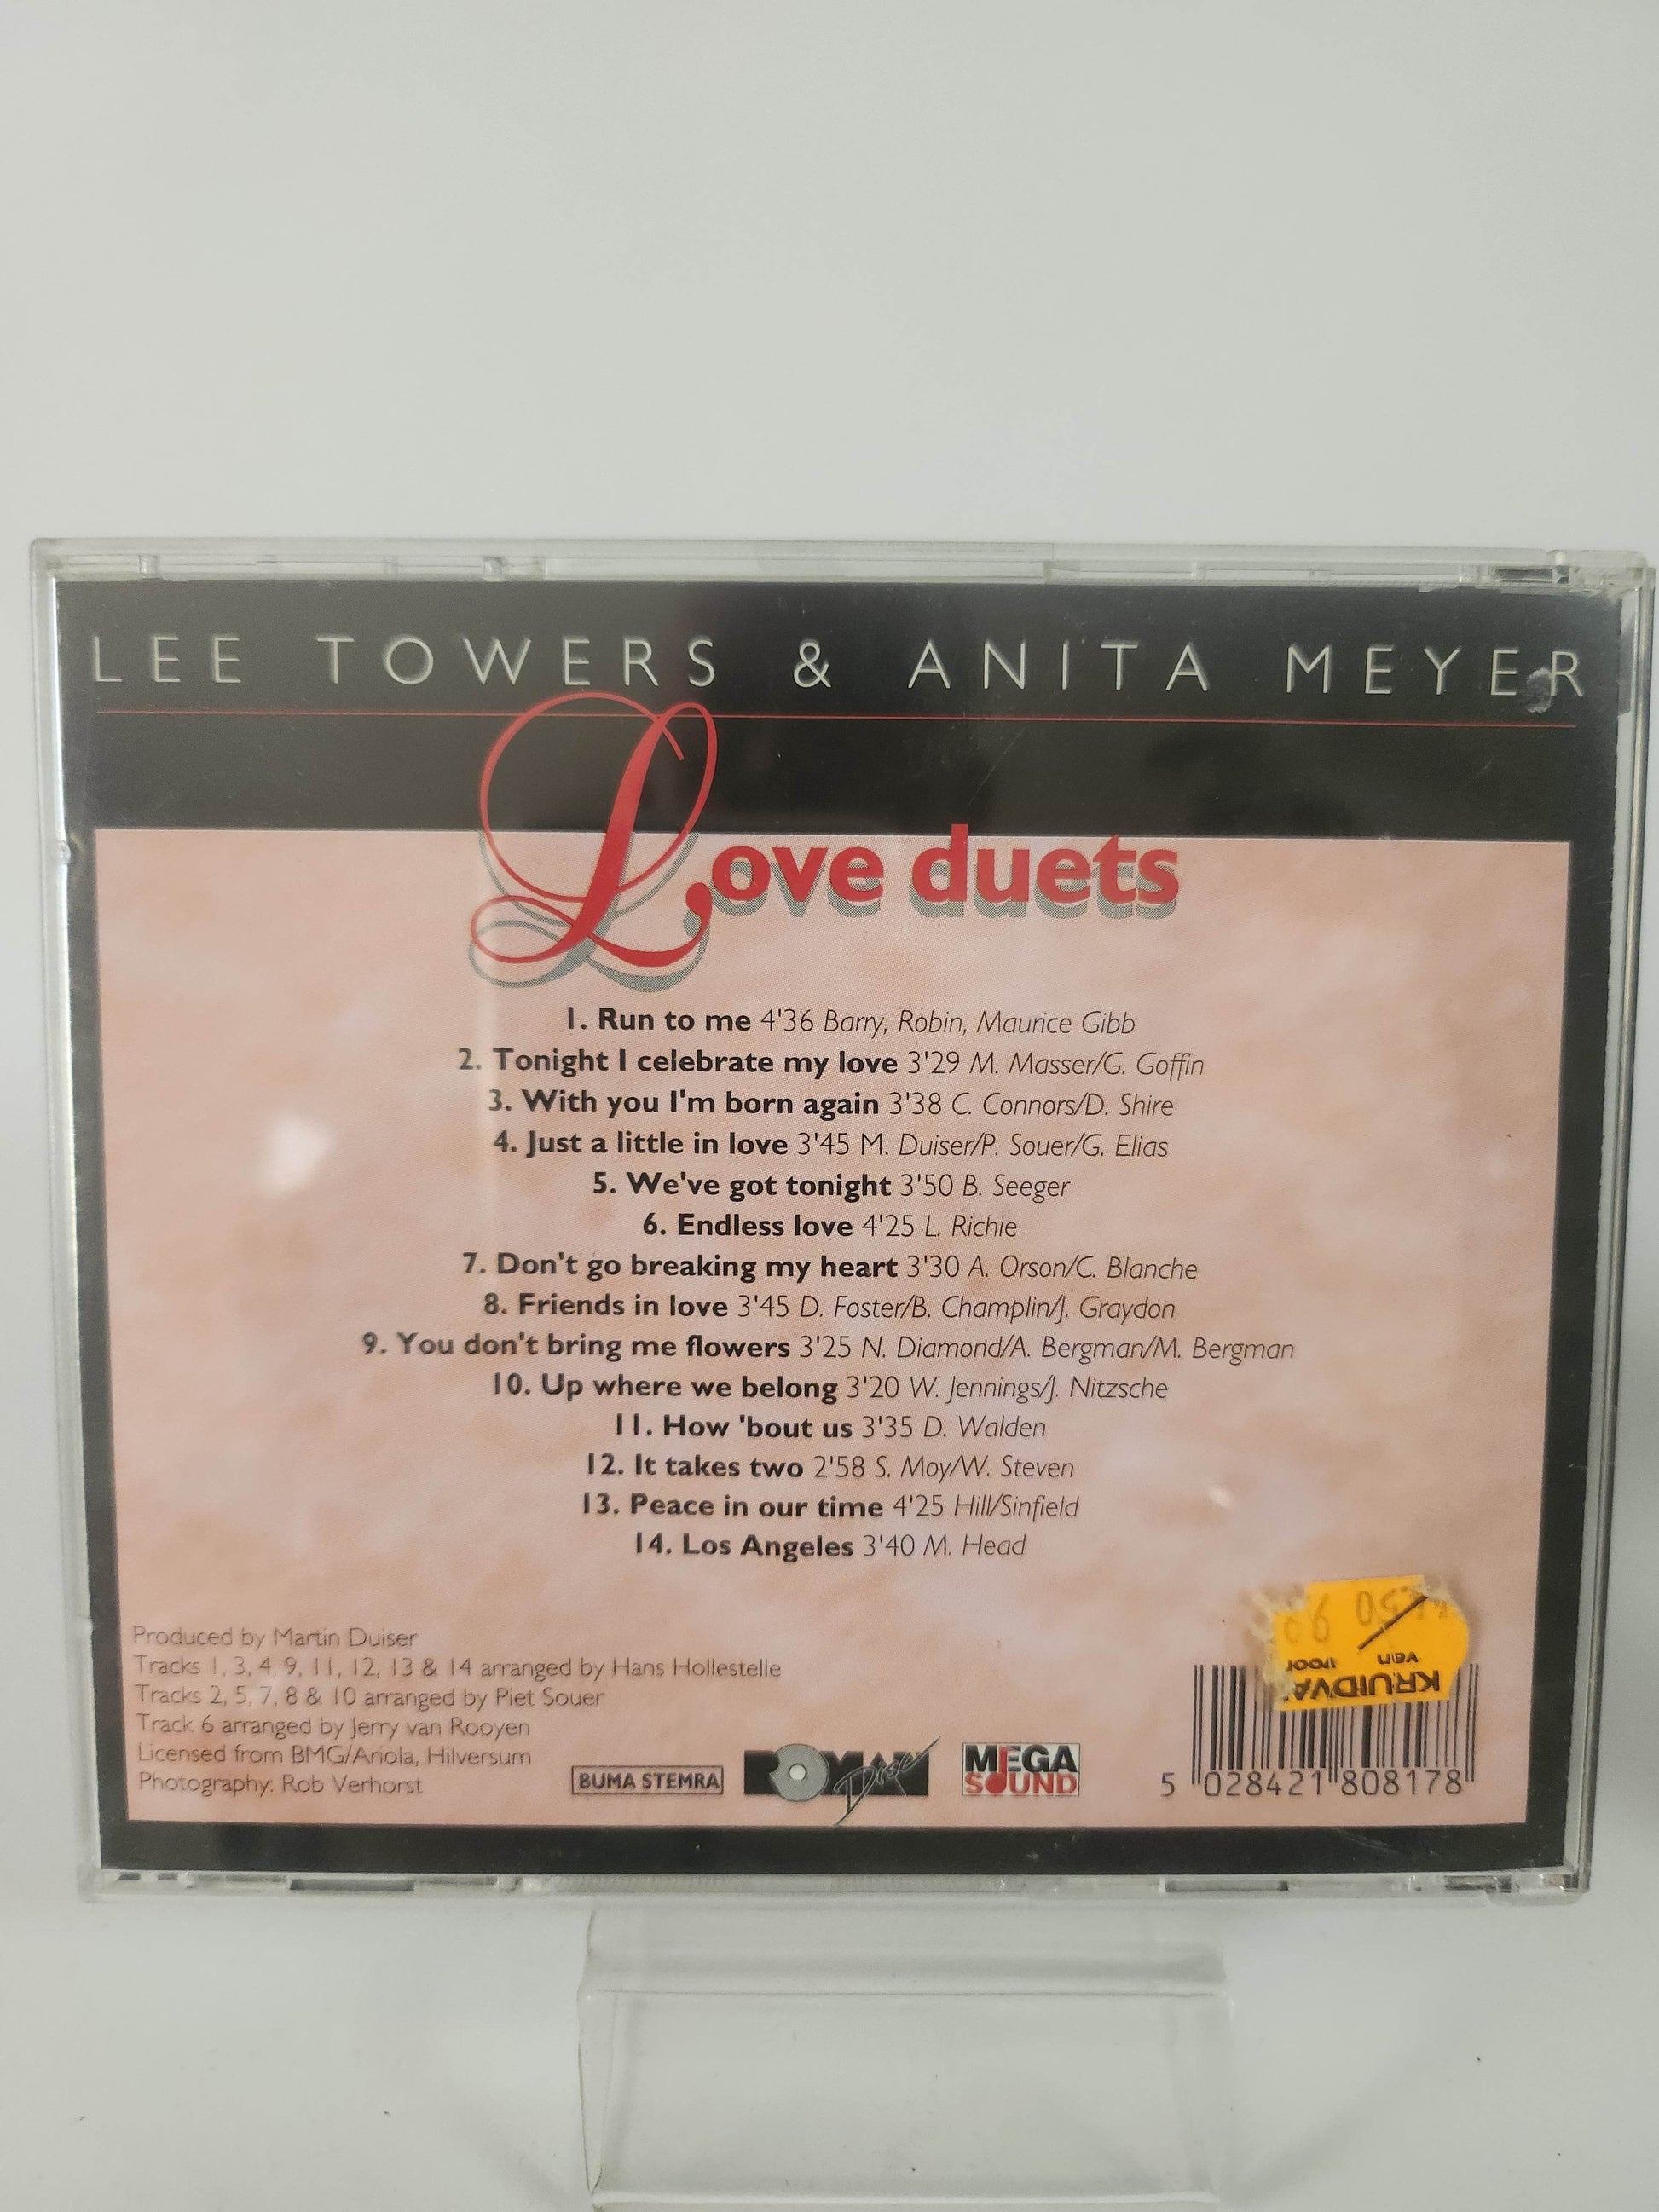 LEE TOWERS & ANITA MEYER
Love duets
1. Run to me 4'36 Barry, Robin, Maurice Gibb
2. Tonight I celebrate my love 3'29 M. Masser/G. Goffin
3. With you I'm born again 3'38 C. Connors/D. Shire
4. Just a little in love 3'45 M. Duiser/P. Souer/G. Elias
5. We've got tonight 3'50 B. Seeger
6. Endless love 4'25 L. Richie
7. Don't go breaking my heart 3'30 A. Orson/C. Blanche
8. Friends in love 3'45 D. Foster/B. Champlin/J. Graydon
9. You don't bring me flowers 3'25 N. Diamond/A. Bergman/M. Bergman
10. Up where we belong 3'20 W. Jennings/J. Nitzsche
11. How 'bout us 3'35 D. Walden
12. It takes two 2'58 S. Moy/W. Steven
13. Peace in our time 4'25 Hill/Sinfield
14. Los Angeles 3'40 M. Head
Produced by Martin Duiser
Tracks 1, 3, 4, 9, 11, 12, 13 & 14 arranged by Hans Hollestelle
Tracks 2, 5, 7, 8 & 10 arranged by Piet Souer
Track 6 arranged by Jerry van Rooyen
Licensed from BMG/Ariola, Hilversum
Photography: Rob Verhorst
BUMA STEMRA
ROMAN Disc
MEGA SOUND
KRUIDVA
voor
5 028421 808178